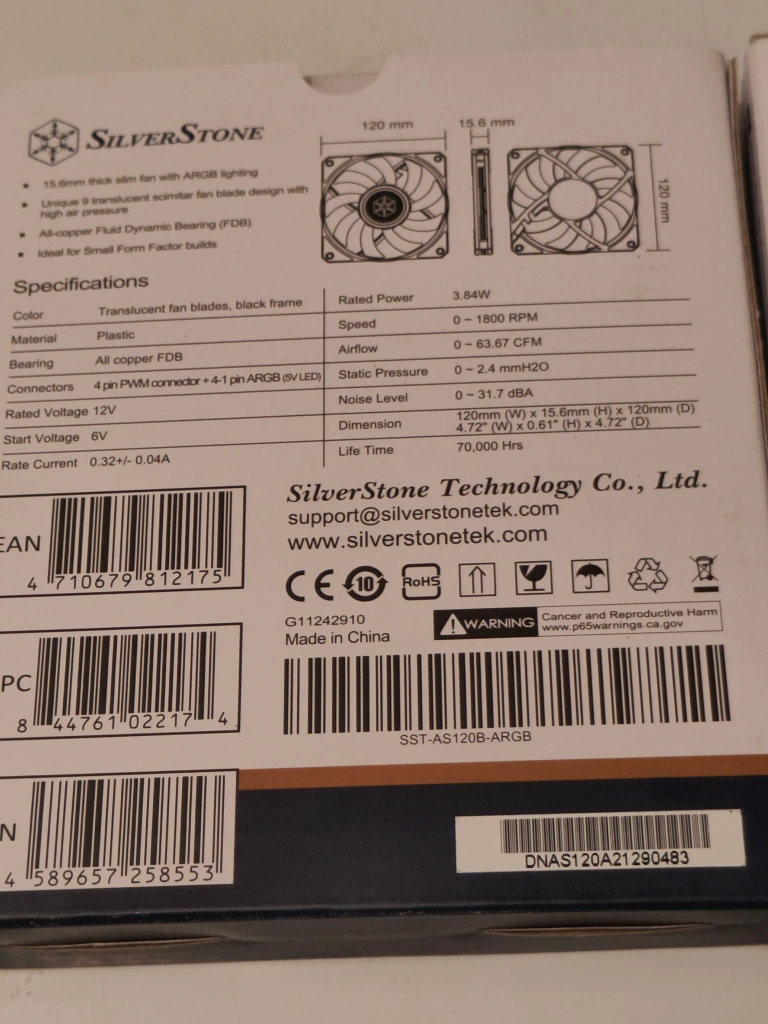 SILVERSTONE
15.6mm thick slim fan with ARGB lighting
Unique 9 translucent scimitar fan blade design with
high air pressure
All-copper Fluid Dynamic Bearing (FDB)
Ideal for Small Form Factor builds
120 mm
15.6 mm
120 mm
Specifications
Color Translucent fan blades, black frame
Material Plastic
Bearing All copper FDB
Connectors 4 pin PWM connector + 4-1 pin ARGB (5V LED)
Rated Voltage 12V
Start Voltage 6V
Rate Current 0.32+/- 0.04A
Rated Power 3.84W
Speed 0 ~ 1800 RPM
Airflow 0 ~ 63.67 CFM
Static Pressure 0 ~ 2.4 mmH2O
Noise Level 0 ~ 31.7 dBA
Dimension 120mm (W) x 15.6mm (H) x 120mm (D)
4.72" (W) x 0.61" (H) x 4.72" (D)
Life Time 70,000 Hrs
SilverStone Technology Co., Ltd.
support@silverstonetek.com
www.silverstonetek.com
EAN
4 710679 812175
CE 10 RoHS
G11242910
Made in China
WARNING Cancer and Reproductive Harm
www.p65warnings.ca.gov
PC
8 44761 02217 4
SST-AS120B-ARGB
N
4 589657 258553
DNAS120A21290483